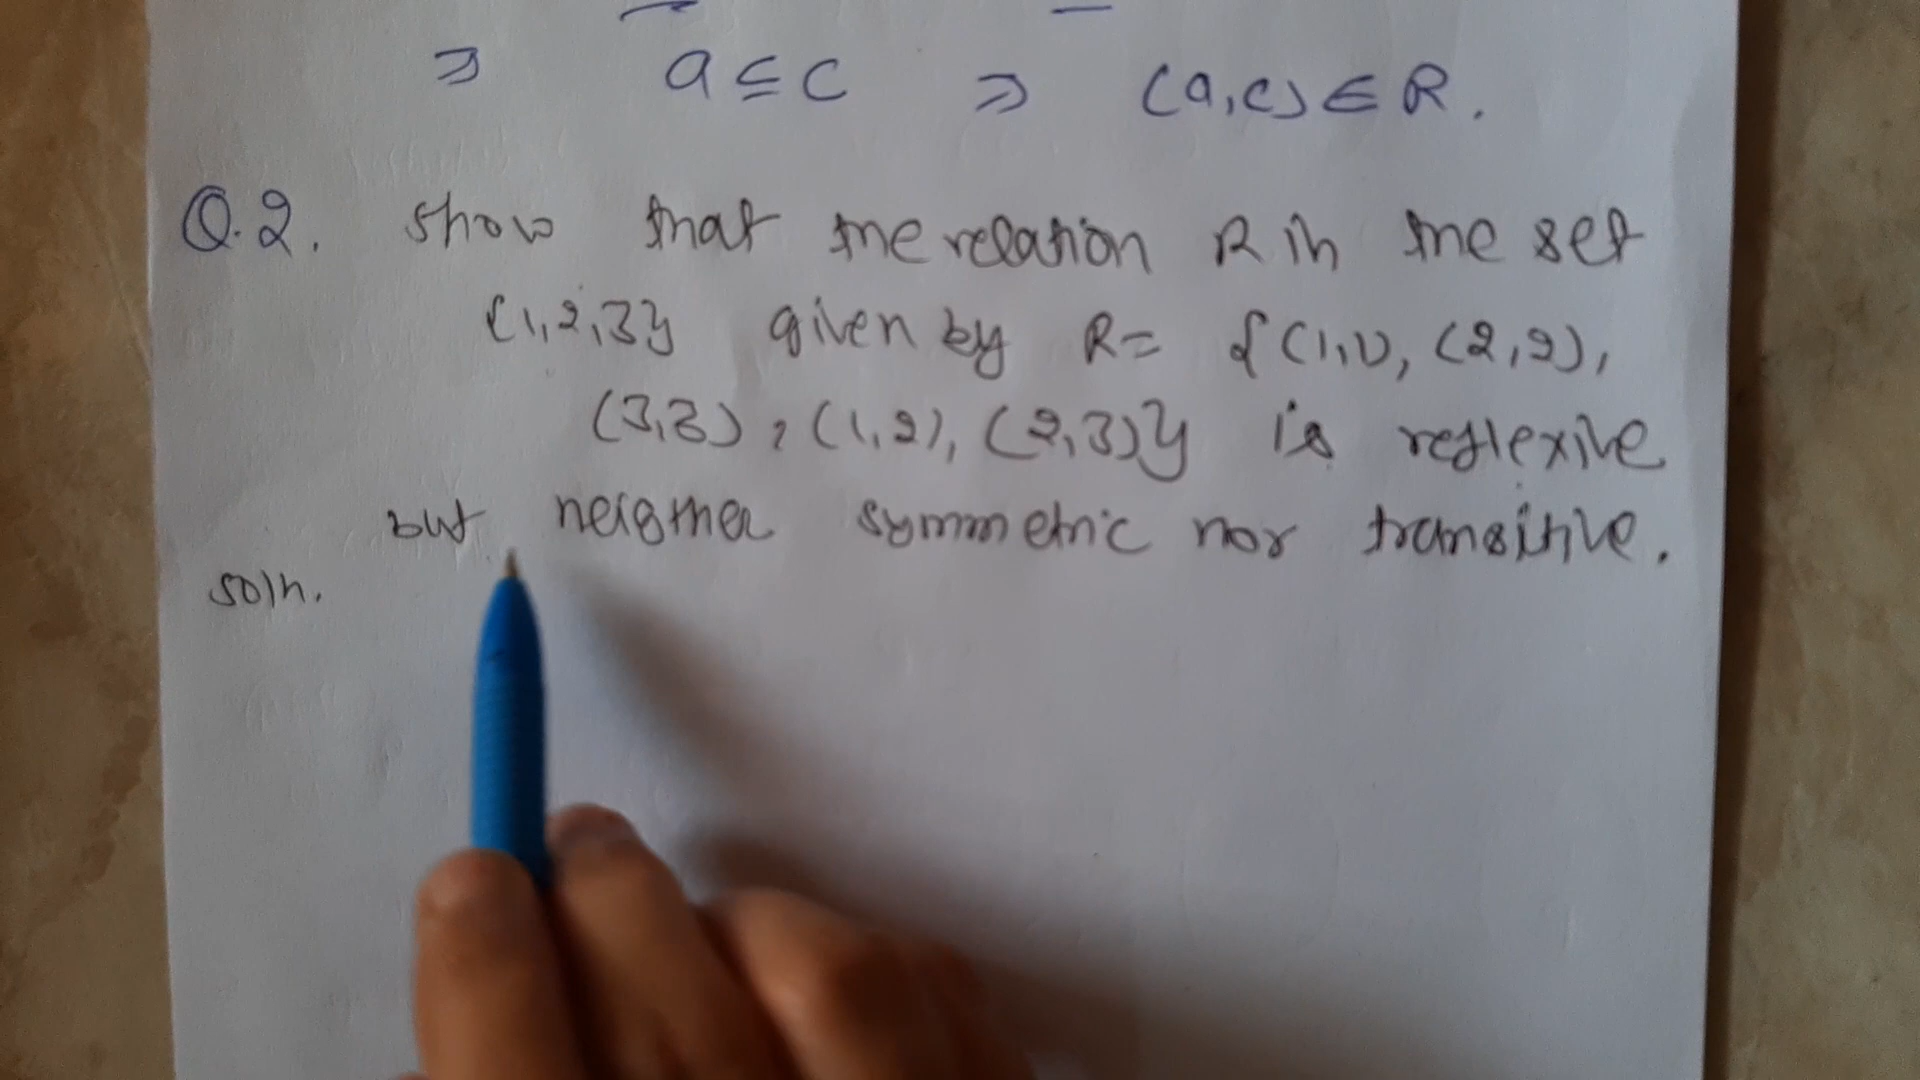 ⇒ a ≤ c ⇒ (a,c) ∈ R.
Q.2. show that the relation R in the set
{1,2,3} given by R= {(1,1), (2,2),
(3,3), (1,2), (2,3)} is reflexive
but neither symmetric nor transitive.
Soln.